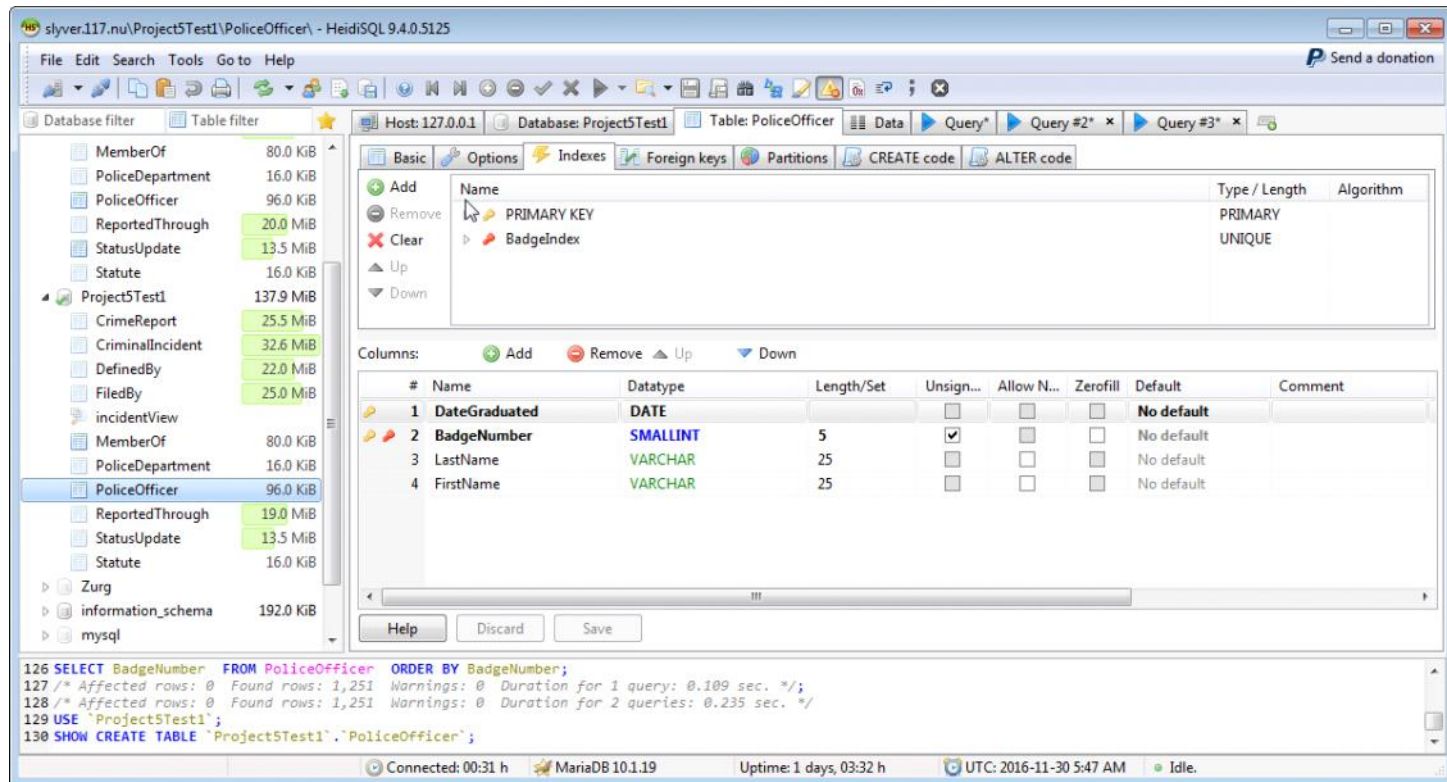 slyver.117.nu\Project5Test1\PoliceOfficer\ - HeidiSQL 9.4.0.5125
File Edit Search Tools Go to Help
Send a donation
Database filter Table filter
Host: 127.0.0.1 Database: Project5Test1 Table: PoliceOfficer Data Query* Query #2* × Query #3* ×
MemberOf 80.0 KiB
PoliceDepartment 16.0 KiB
PoliceOfficer 96.0 KiB
ReportedThrough 20.0 MiB
StatusUpdate 13.5 MiB
Statute 16.0 KiB
Project5Test1 137.9 MiB
CrimeReport 25.5 MiB
CriminalIncident 32.6 MiB
DefinedBy 22.0 MiB
FiledBy 25.0 MiB
incidentView
MemberOf 80.0 KiB
PoliceDepartment 16.0 KiB
PoliceOfficer 96.0 KiB
ReportedThrough 19.0 MiB
StatusUpdate 13.5 MiB
Statute 16.0 KiB
Zurg
information_schema 192.0 KiB
mysql
Basic Options Indexes Foreign keys Partitions CREATE code ALTER code
Add
Remove
Clear
Up
Down
Name Type / Length Algorithm
PRIMARY KEY PRIMARY
BadgeIndex UNIQUE
Columns: Add Remove Up Down
# Name Datatype Length/Set Unsign... Allow N... Zerofill Default Comment
1 DateGraduated DATE No default
2 BadgeNumber SMALLINT 5 No default
3 LastName VARCHAR 25 No default
4 FirstName VARCHAR 25 No default
Help Discard Save
126 SELECT BadgeNumber FROM PoliceOfficer ORDER BY BadgeNumber;
127 /* Affected rows: 0 Found rows: 1,251 Warnings: 0 Duration for 1 query: 0.109 sec. */;
128 /* Affected rows: 0 Found rows: 1,251 Warnings: 0 Duration for 2 queries: 0.235 sec. */
129 USE `Project5Test1`;
130 SHOW CREATE TABLE `Project5Test1`.`PoliceOfficer`;
Connected: 00:31 h MariaDB 10.1.19 Uptime: 1 days, 03:32 h UTC: 2016-11-30 5:47 AM Idle.